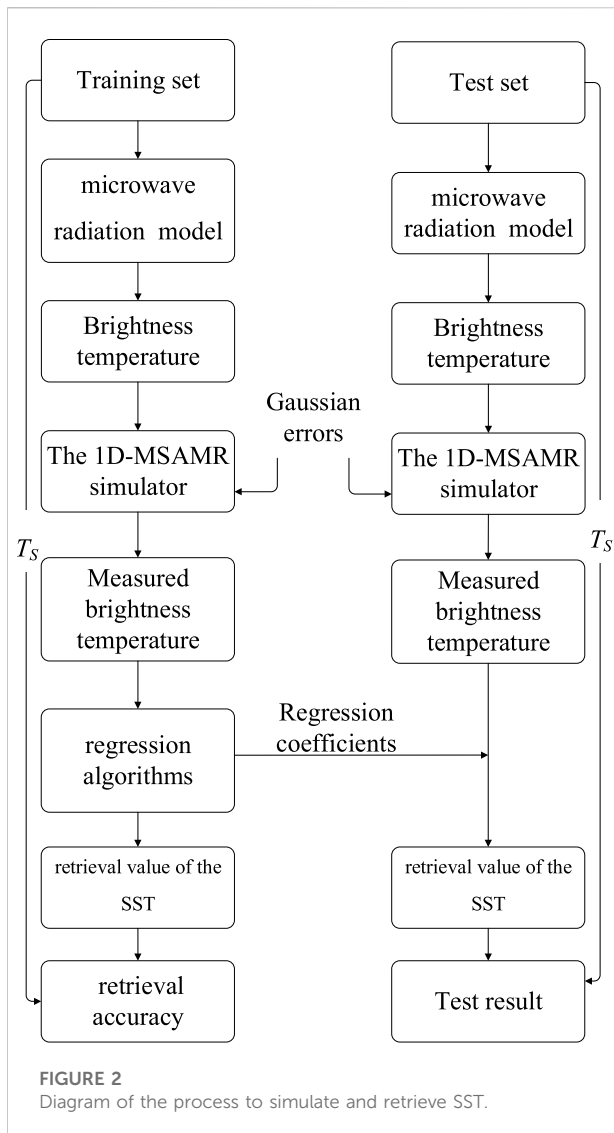 Training set
microwave
radiation model
Brightness
temperature
The 1D-MSAMR
simulator
Measured
brightness
temperature
regression
algorithms
retrieval value of the
SST
retrieval
accuracy
T_S
Gaussian
errors
Regression
coefficients
Test set
microwave
radiation model
Brightness
temperature
The 1D-MSAMR
simulator
Measured
brightness
temperature
retrieval value of the
SST
Test result
T_S
FIGURE 2
Diagram of the process to simulate and retrieve SST.